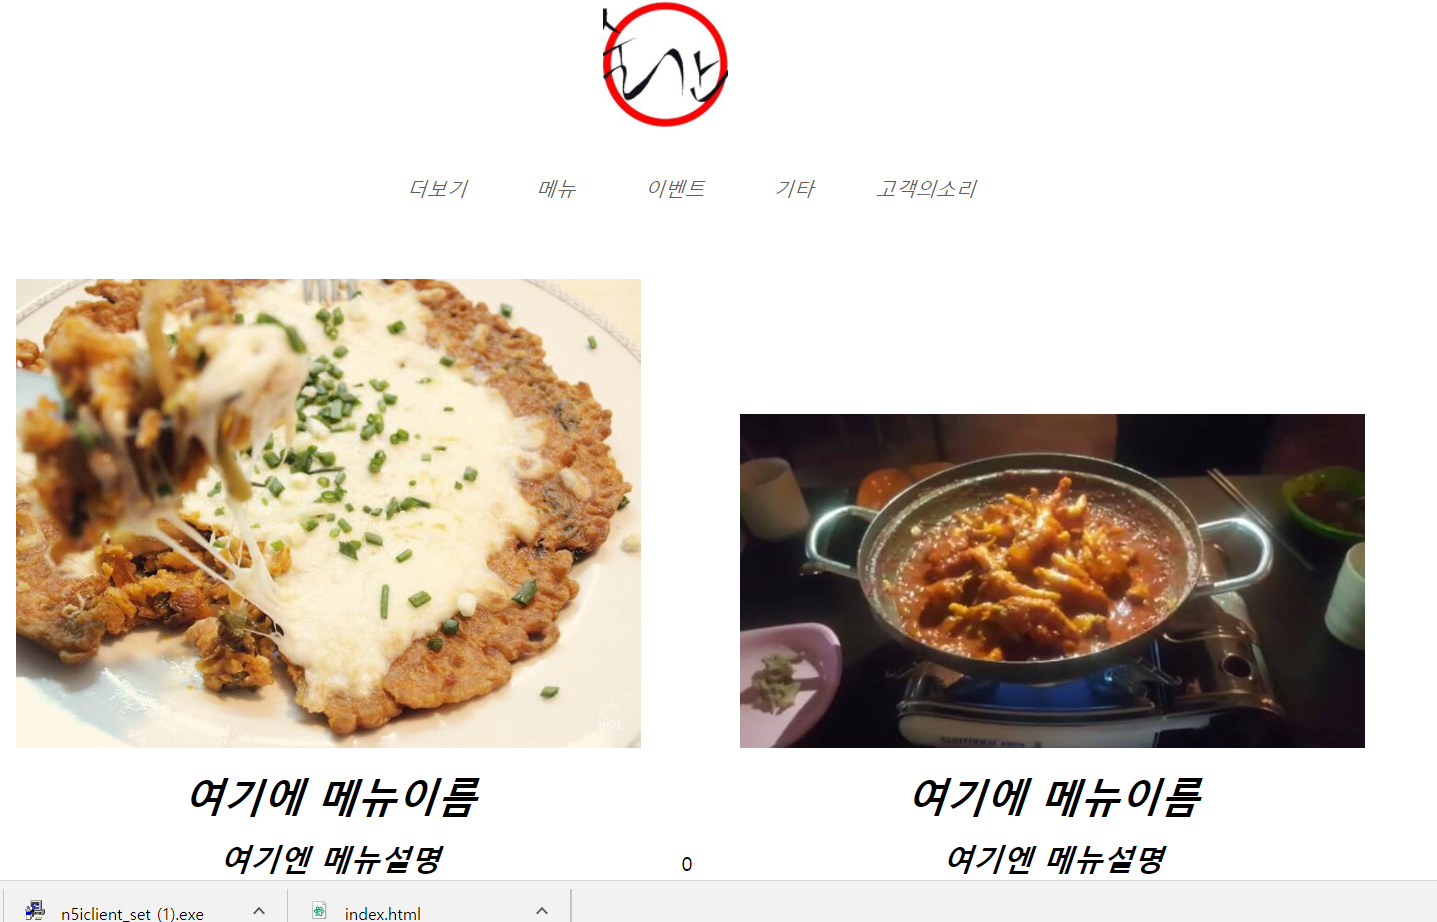 더보기 메뉴 이벤트 기타 고객의소리
여기에 메뉴이름 여기에 메뉴이름
여기엔 메뉴설명 0 여기엔 메뉴설명
n5iclient_set (1).exe index.html